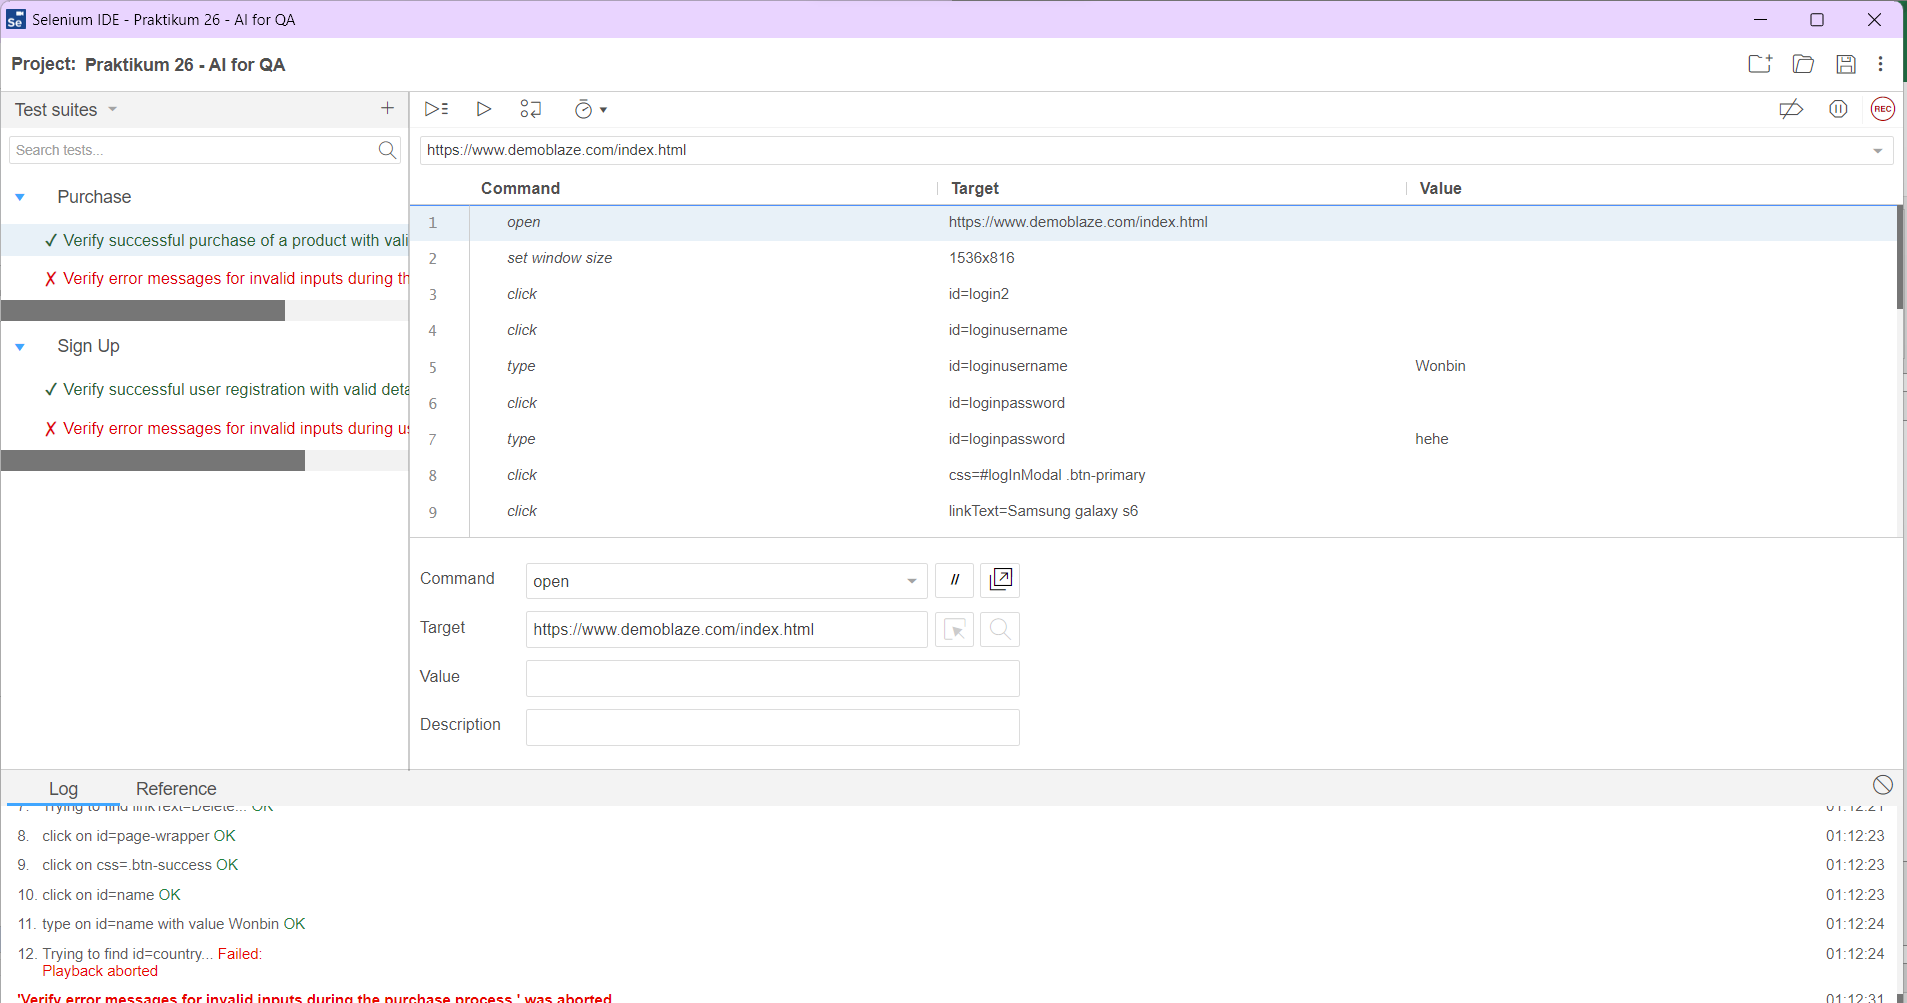 Selenium IDE - Praktikum 26 - AI for QA
Project: Praktikum 26 - AI for QA
Test suites
Search tests...
Purchase
✓ Verify successful purchase of a product with vali
✗ Verify error messages for invalid inputs during th
Sign Up
✓ Verify successful user registration with valid deta
✗ Verify error messages for invalid inputs during us
REC
https://www.demoblaze.com/index.html
Command Target Value
1 open https://www.demoblaze.com/index.html
2 set window size 1536x816
3 click id=login2
4 click id=loginusername
5 type id=loginusername Wonbin
6 click id=loginpassword
7 type id=loginpassword hehe
8 click css=#logInModal .btn-primary
9 click linkText=Samsung galaxy s6
Command open //
Target https://www.demoblaze.com/index.html
Value
Description
Log Reference
7. Trying to find linkText=Delete... OK 01:12:21
8. click on id=page-wrapper OK 01:12:23
9. click on css=.btn-success OK 01:12:23
10. click on id=name OK 01:12:23
11. type on id=name with value Wonbin OK 01:12:24
12. Trying to find id=country... Failed: 01:12:24
Playback aborted
'Verify error messages for invalid inputs during the purchase process.' was aborted 01:12:31